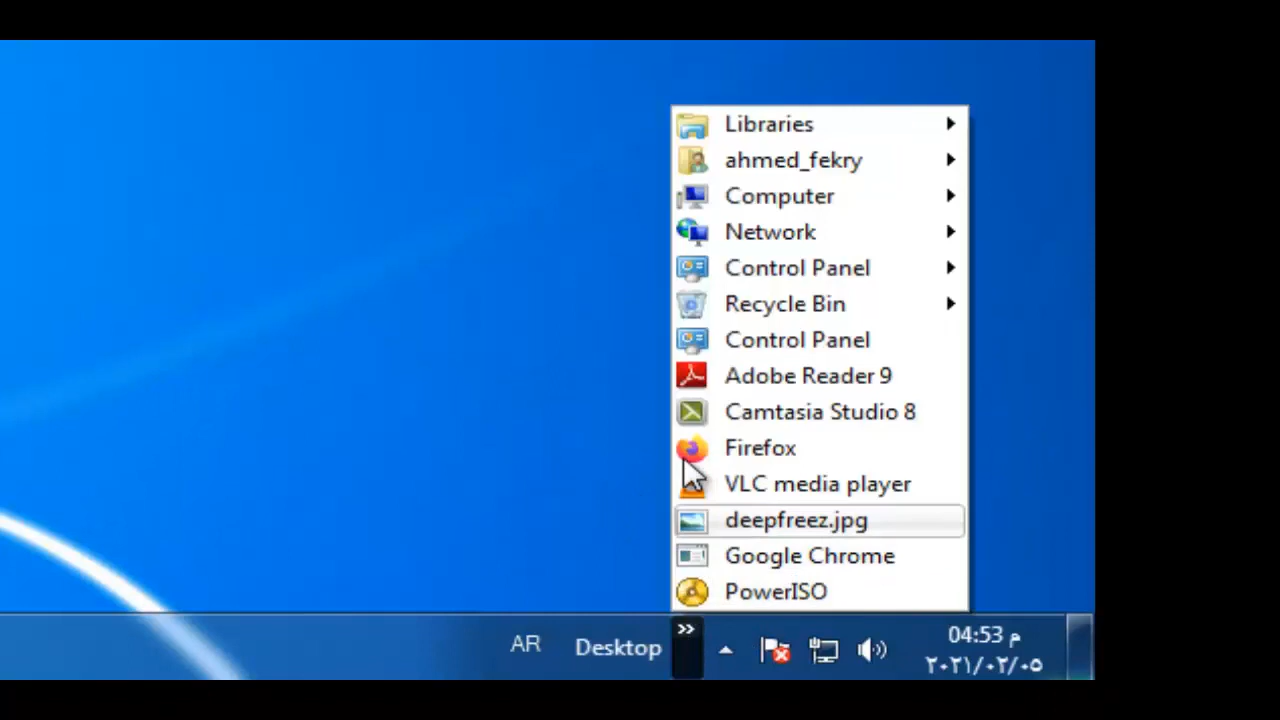 Libraries
ahmed_fekry
Computer
Network
Control Panel
Recycle Bin
Control Panel
Adobe Reader 9
Camtasia Studio 8
Firefox
VLC media player
deepfreez.jpg
Google Chrome
PowerISO
AR Desktop » 04:53 م
٢٠٢١/٠٢/٠٥